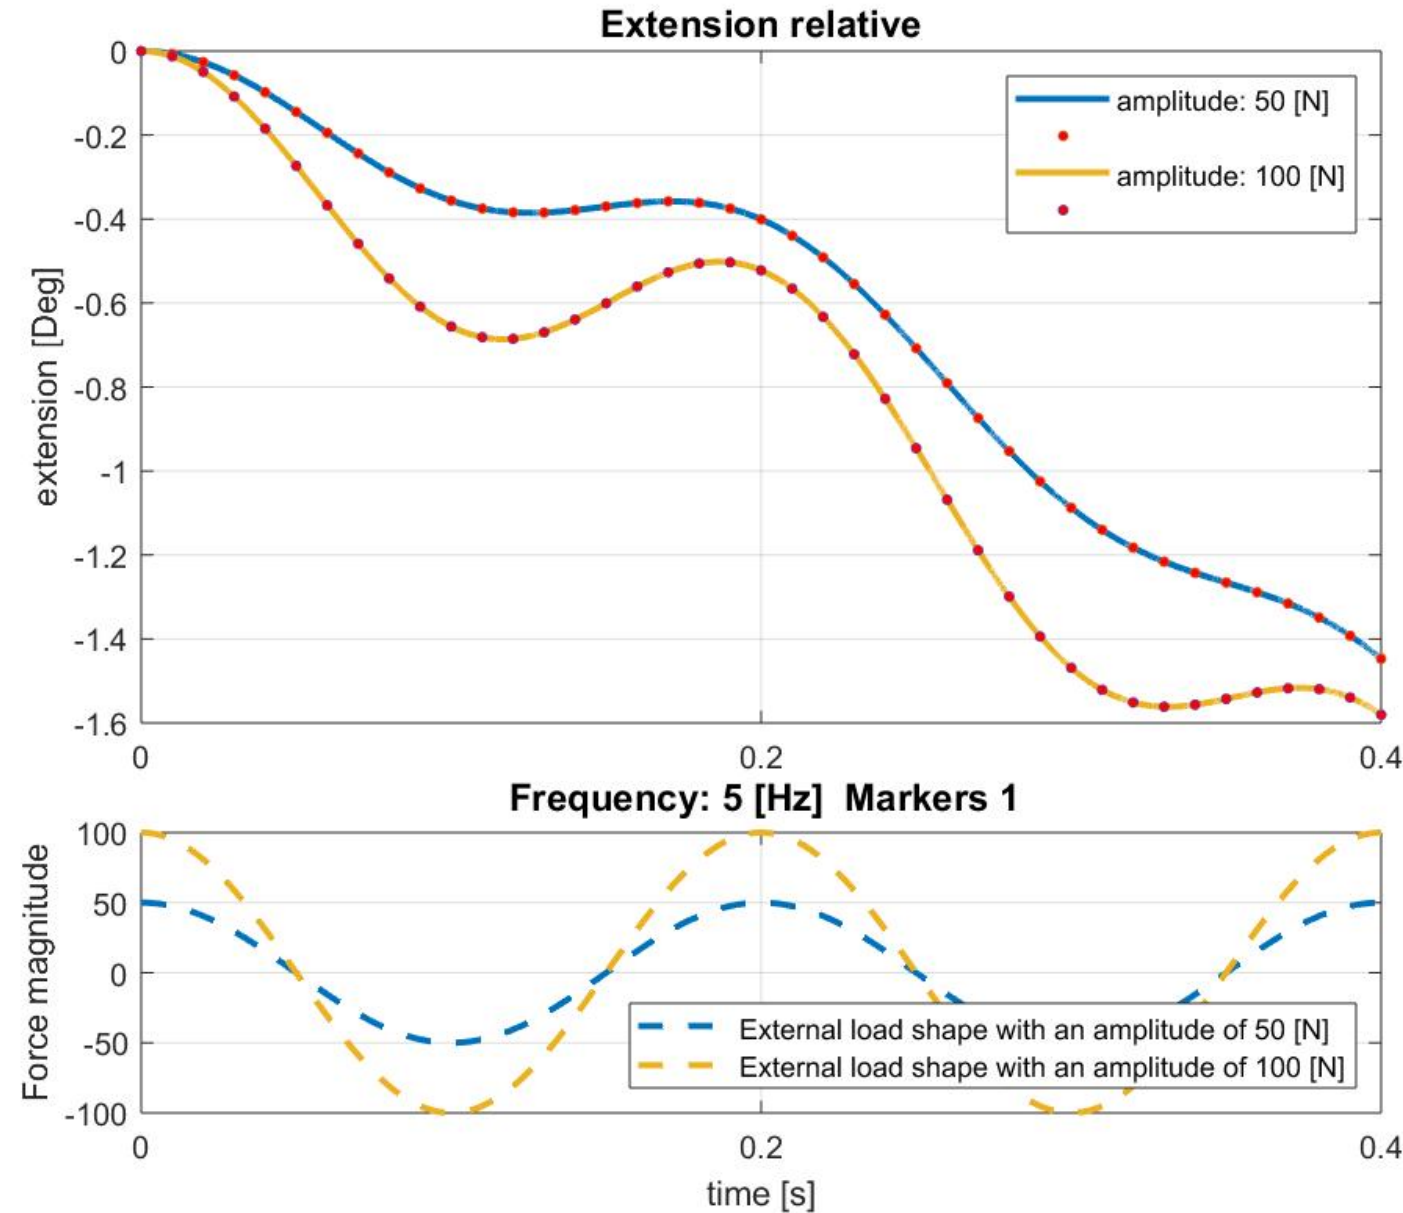 Extension relative
0
-0.2
-0.4
-0.6
-0.8
-1
-1.2
-1.4
-1.6
extension [Deg]
amplitude: 50 [N]
amplitude: 100 [N]
0
0.2
0.4
Frequency: 5 [Hz]  Markers 1
100
50
0
-50
-100
Force magnitude
External load shape with an amplitude of 50 [N]
External load shape with an amplitude of 100 [N]
0
0.2
0.4
time [s]